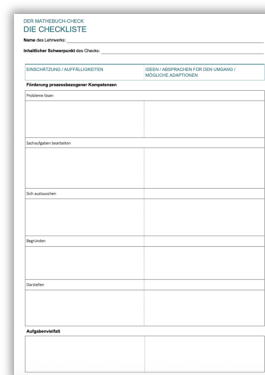 DER MATHEBUCH-CHECK
DIE CHECKLISTE
Name des Lehrwerks:
Inhaltlicher Schwerpunkt des Checks:
EINSCHÄTZUNG / AUFFÄLLIGKEITEN
IDEEN / ABSPRACHEN FÜR DEN UMGANG /
MÖGLICHE ADAPTIONEN
Förderung prozessbezogener Kompetenzen
Probleme lösen
Sachaufgaben bearbeiten
Sich austauschen
Begründen
Darstellen
Aufgabenvielfalt